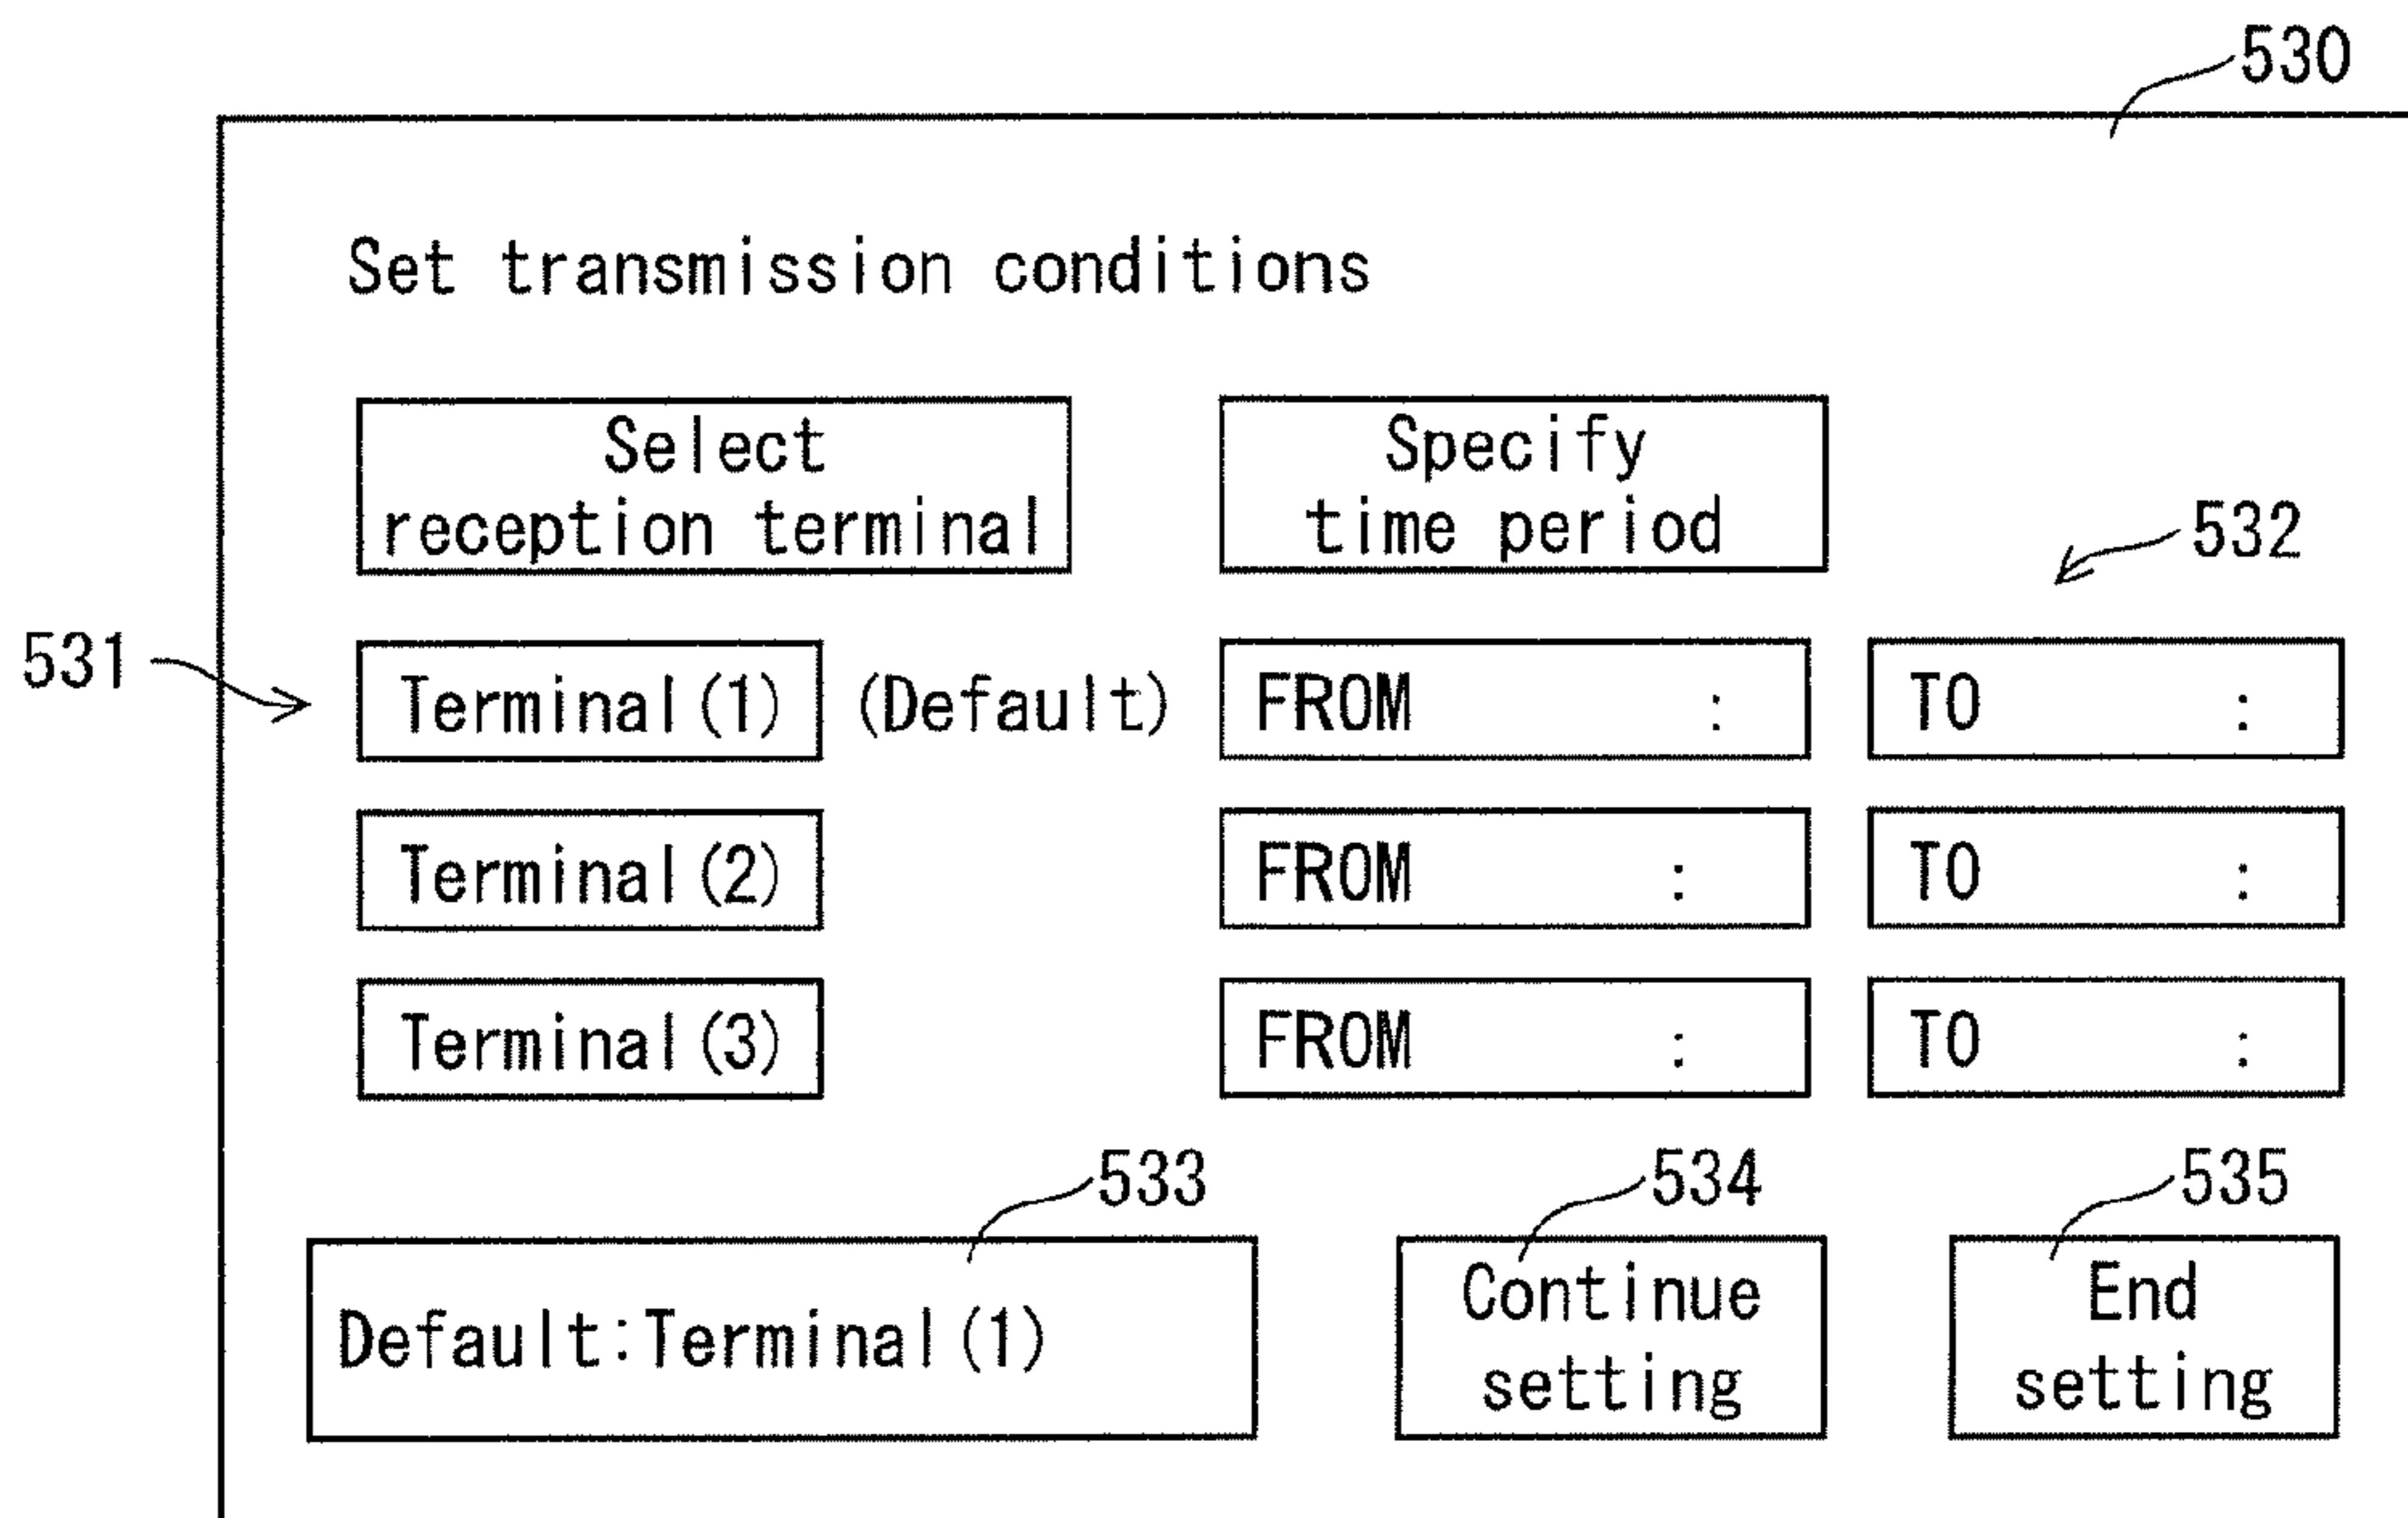 530
Set transmission conditions
Select
reception terminal
Specify
time period
532
531
Terminal(1) (Default) FROM : TO :
Terminal(2) FROM : TO :
Terminal(3) FROM : TO :
533
534
535
Default:Terminal(1)
Continue
setting
End
setting